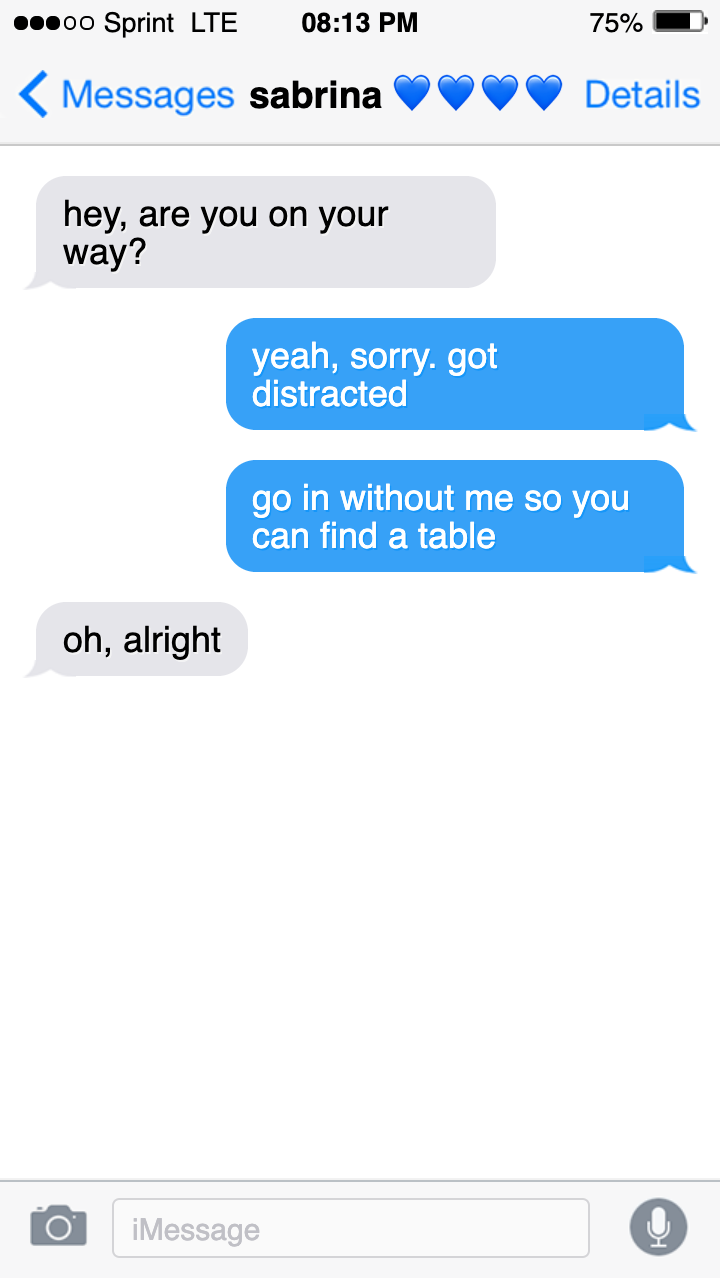 Sprint LTE 08:13 PM 75%
Messages sabrina 💙💙💙💙 Details
hey, are you on your
way?
yeah, sorry. got
distracted
go in without me so you
can find a table
oh, alright
iMessage